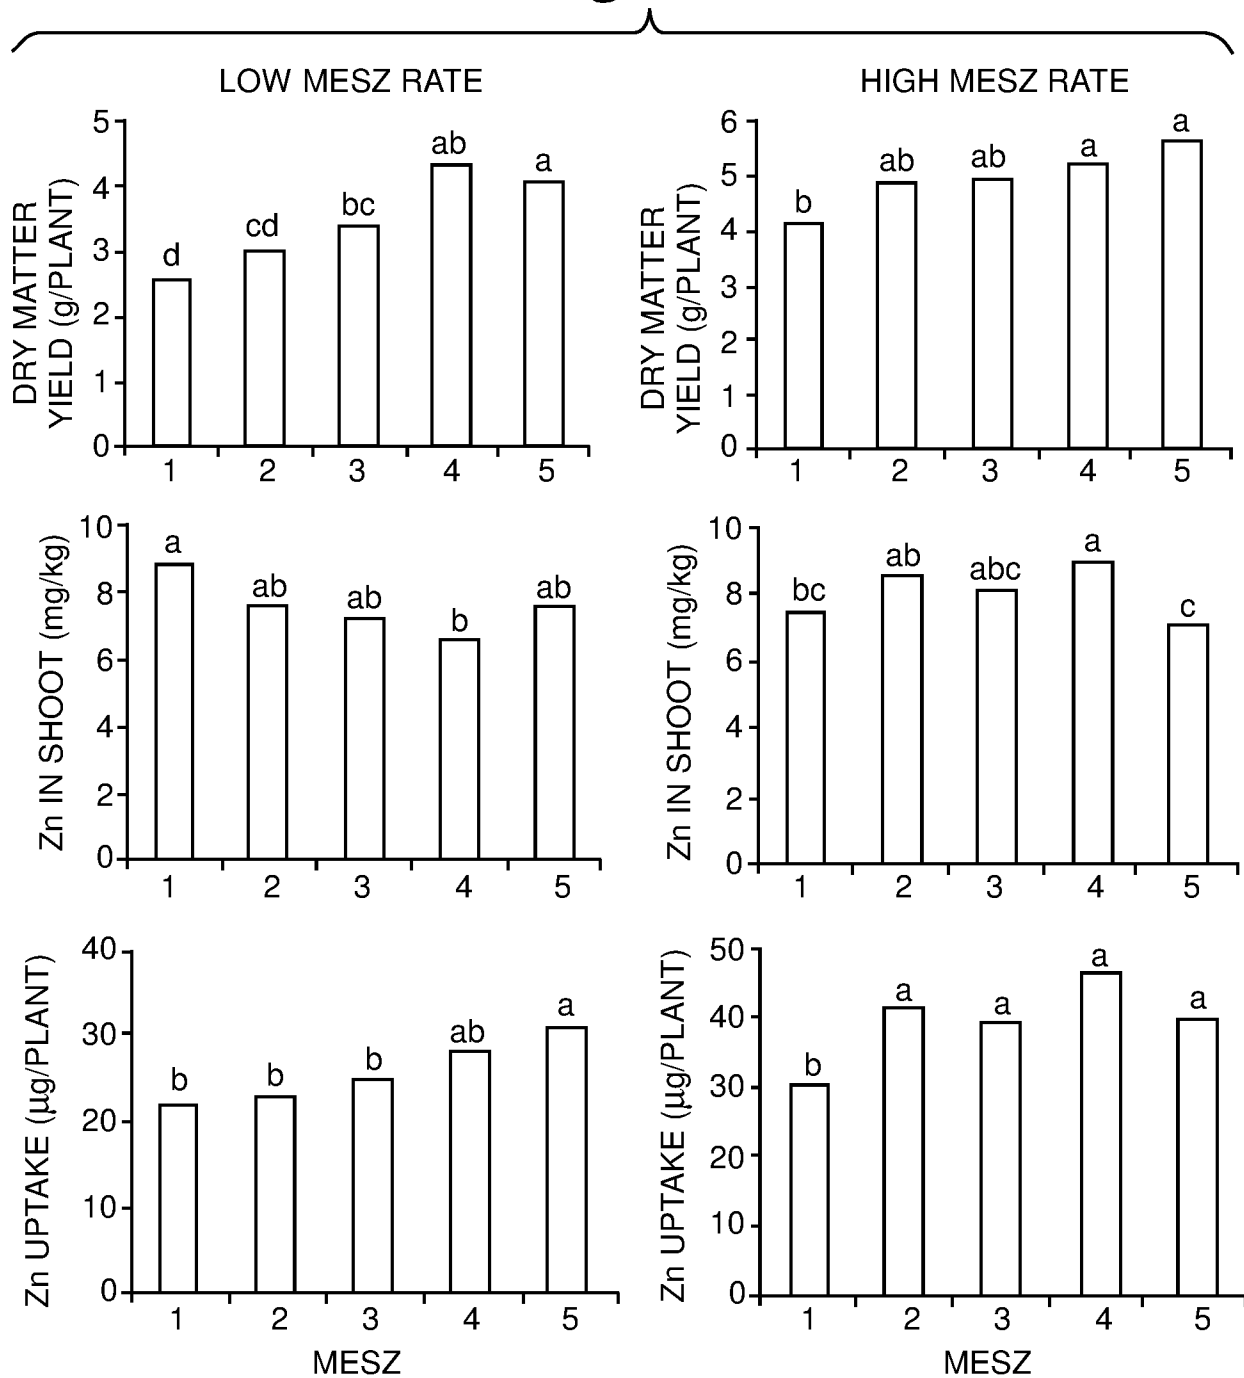 LOW MESZ RATE
HIGH MESZ RATE
DRY MATTER
YIELD (g/PLANT)
5
4
3
2
1
0
d
cd
bc
ab
a
1 2 3 4 5
DRY MATTER
YIELD (g/PLANT)
6
5
4
3
2
1
0
b
ab
ab
a
a
1 2 3 4 5
Zn IN SHOOT (mg/kg)
10
8
6
4
2
0
a
ab
ab
b
ab
1 2 3 4 5
Zn IN SHOOT (mg/kg)
10
8
6
4
2
0
bc
ab
abc
a
c
1 2 3 4 5
Zn UPTAKE (µg/PLANT)
40
30
20
10
0
b
b
b
ab
a
1 2 3 4 5
MESZ
Zn UPTAKE (µg/PLANT)
50
40
30
20
10
0
b
a
a
a
a
1 2 3 4 5
MESZ